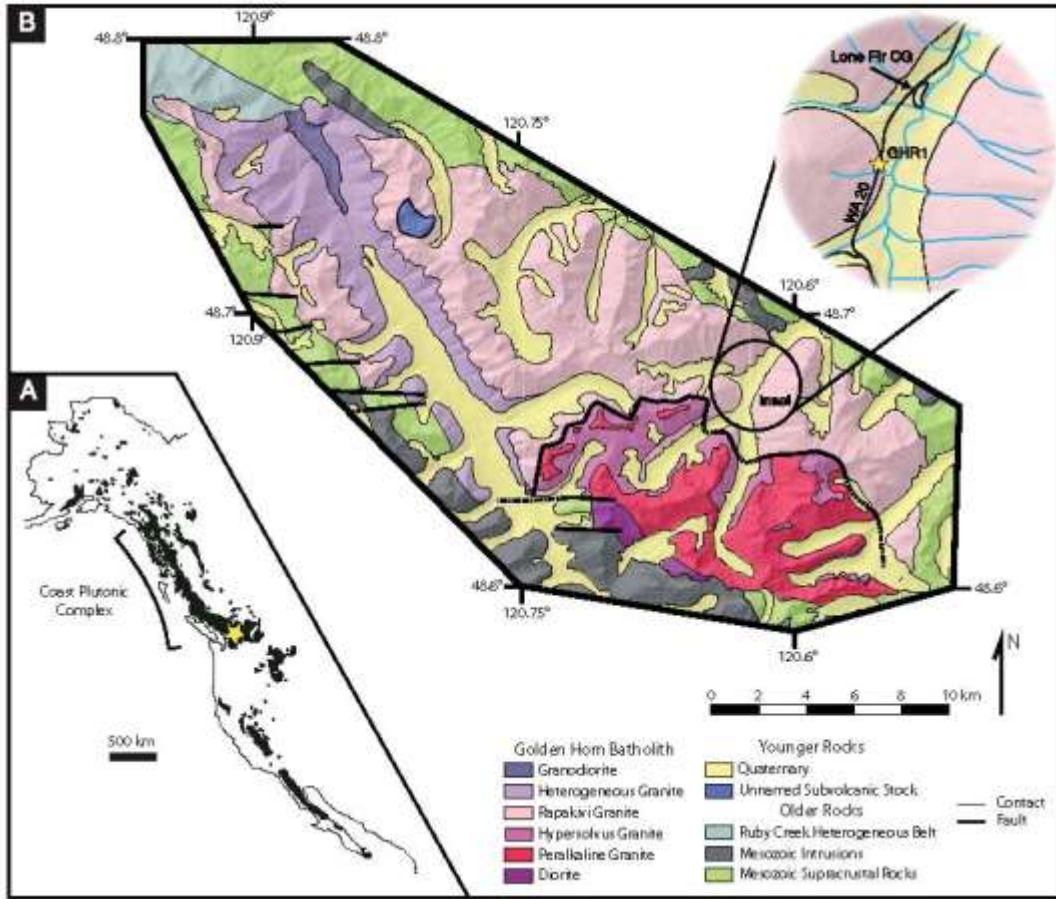 B
120.9°
48.8°
48.8°
Lone Fir CG
120.75°
GHR1
WA 20
120.6°
48.7°
48.7°
120.9°
A
Inset
Coast Plutonic
Complex
48.6°
48.6°
120.75°
120.6°
N
0 2 4 6 8 10 km
500 km
Golden Horn Batholith
Granodiorite
Heterogeneous Granite
Rapakivi Granite
Hypersolvus Granite
Peralkaline Granite
Diorite
Younger Rocks
Quaternary
Unnamed Subvolcanic Stock
Older Rocks
Ruby Creek Heterogeneous Belt
Mesozoic Intrusions
Mesozoic Supracrustal Rocks
Contact
Fault